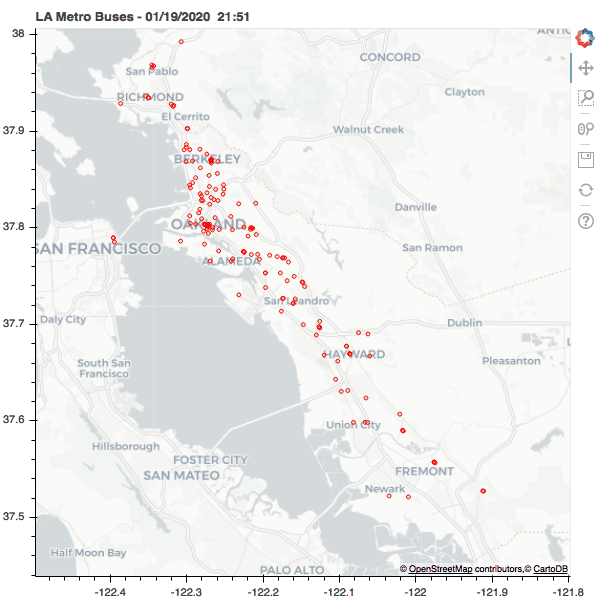 LA Metro Buses - 01/19/2020 21:51
38
37.9
37.8
37.7
37.6
37.5
-122.4
-122.3
-122.2
-122.1
-122
-121.9
-121.8
CONCORD
San Pablo
Clayton
RICHMOND
El Cerrito
Walnut Creek
BERKELEY
Danville
OAKLAND
SAN FRANCISCO
San Ramon
ALAMEDA
San Leandro
Daly City
Dublin
HAYWARD
Pleasanton
South San
Francisco
Union City
Hillsborough
FOSTER CITY
SAN MATEO
FREMONT
Newark
Half Moon Bay
PALO ALTO
© OpenStreetMap contributors,© CartoDB